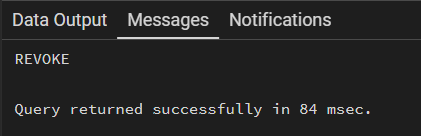 Data Output Messages Notifications
REVOKE
Query returned successfully in 84 msec.